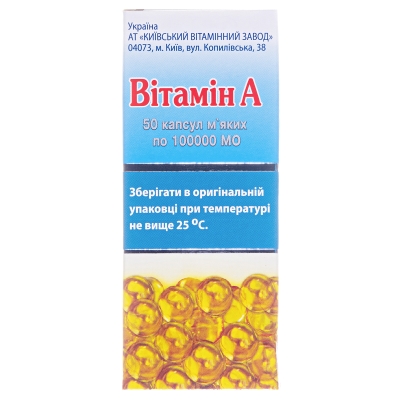 Україна
АТ «КИЇВСЬКИЙ ВІТАМІННИЙ ЗАВОД»
04073, м. Київ, вул. Копилівська, 38
Вітамін А
50 капсул м'яких
по 100000 МО
Зберігати в оригінальній
упаковці при температурі
не вище 25 ºС.